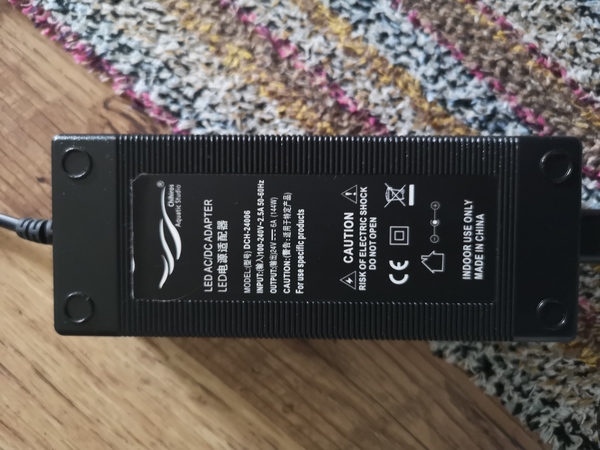 Chihiros®
Aquatic Studio
LED AC/DC ADAPTER
LED电源适配器
MODEL:(型号) DCH-24006
INPUT:(输入)100-240V~2.5A 50-60Hz
OUTPUT:(输出)24V⎓6A (144W)
CAUTION:(警告:适用于特定产品)
For use specific products
CAUTION
RISK OF ELECTRIC SHOCK
DO NOT OPEN
CE
INDOOR USE ONLY
MADE IN CHINA